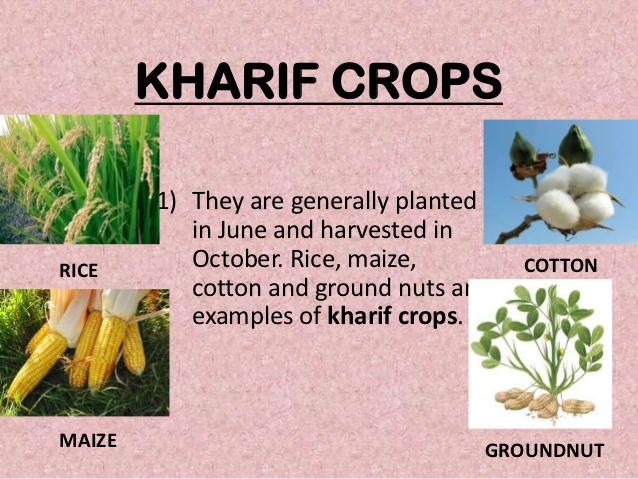 KHARIF CROPS
1) They are generally planted
in June and harvested in
October. Rice, maize,
cotton and ground nuts
examples of kharif crops.
RICE
COTTON
MAIZE
GROUNDNUT